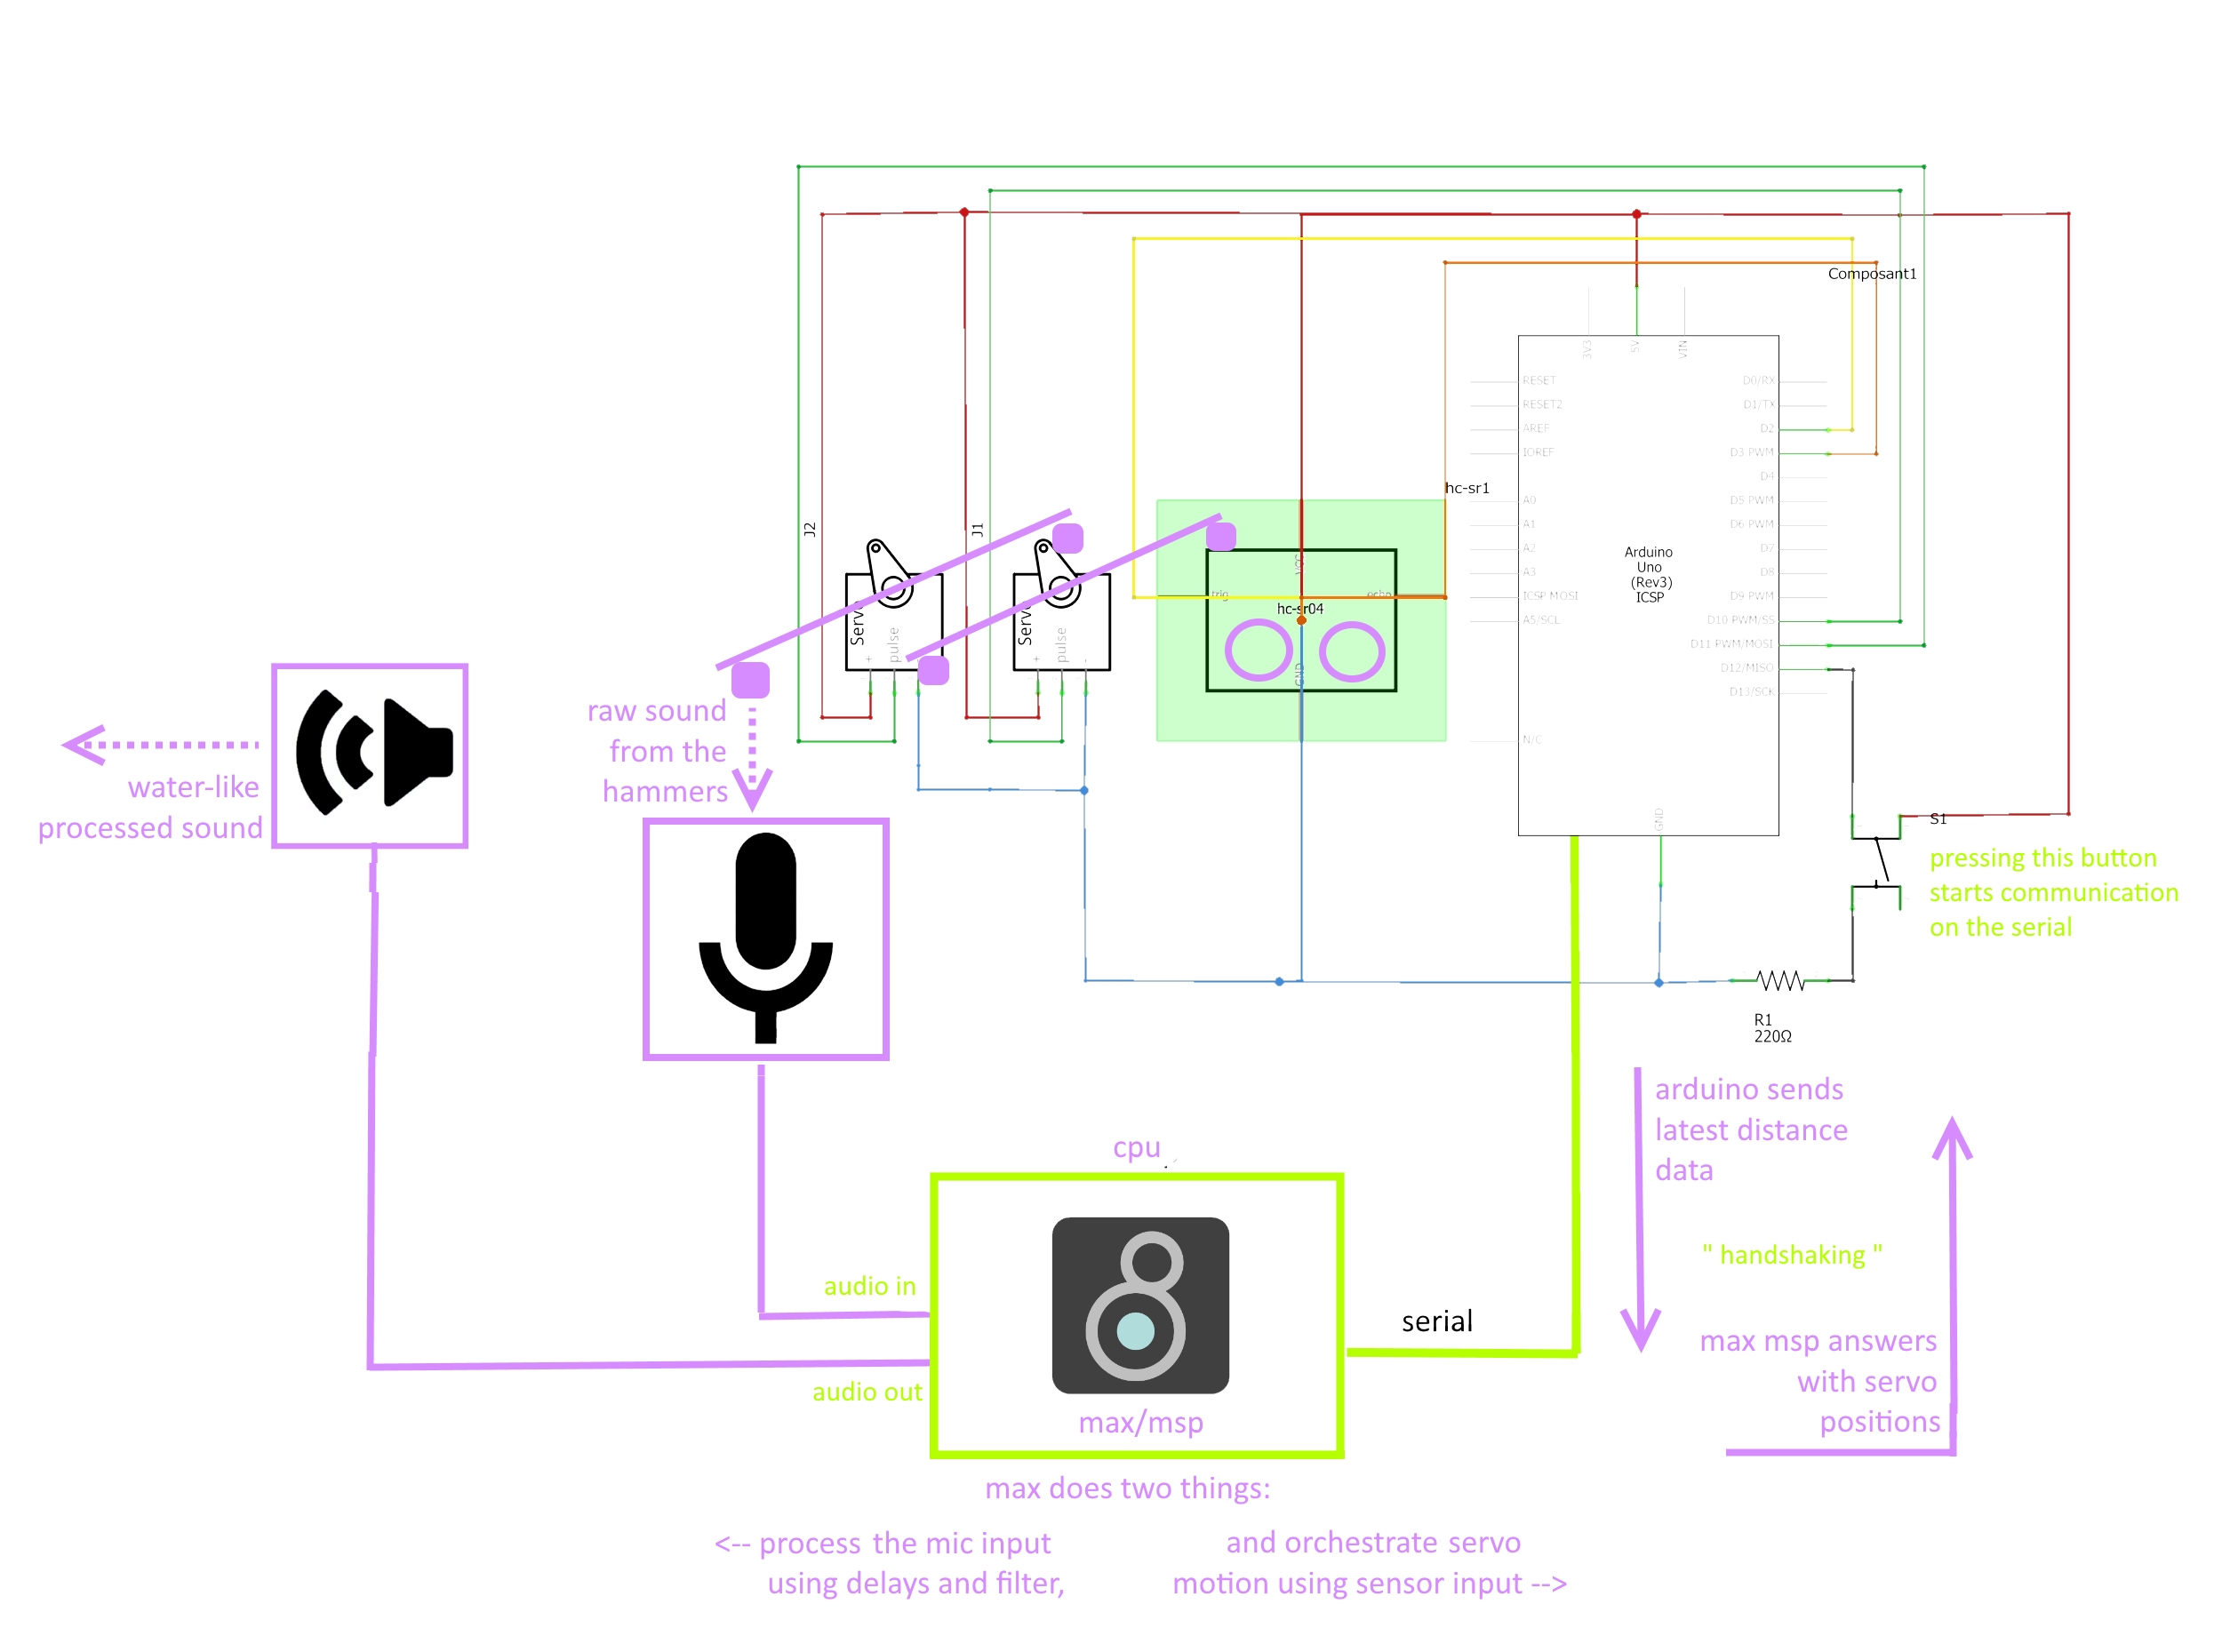 Composant1
3V3
5V
VIN
RESET
RESET2
AREF
IOREF
A0
A1
A2
A3
ICSP MOSI
A5/SCL
N/C
D0/RX
D1/TX
D2
D3 PWM
D4
D5 PWM
D6 PWM
D7
D8
D9 PWM
D10 PWM/SS
D11 PWM/MOSI
D12/MISO
D13/SCK
GND
Arduino
Uno
(Rev3)
ICSP
hc-sr1
VCC
trig
echo
hc-sr04
GND
J2
J1
Servo
+
pulse
Servo
+
pulse
-
raw sound
from the
hammers
water-like
processed sound
S1
pressing this button
starts communication
on the serial
R1
220Ω
arduino sends
latest distance
data
" handshaking "
max msp answers
with servo
positions
cpu
audio in
audio out
serial
max/msp
max does two things:
<-- process the mic input
using delays and filter,
and orchestrate servo
motion using sensor input -->